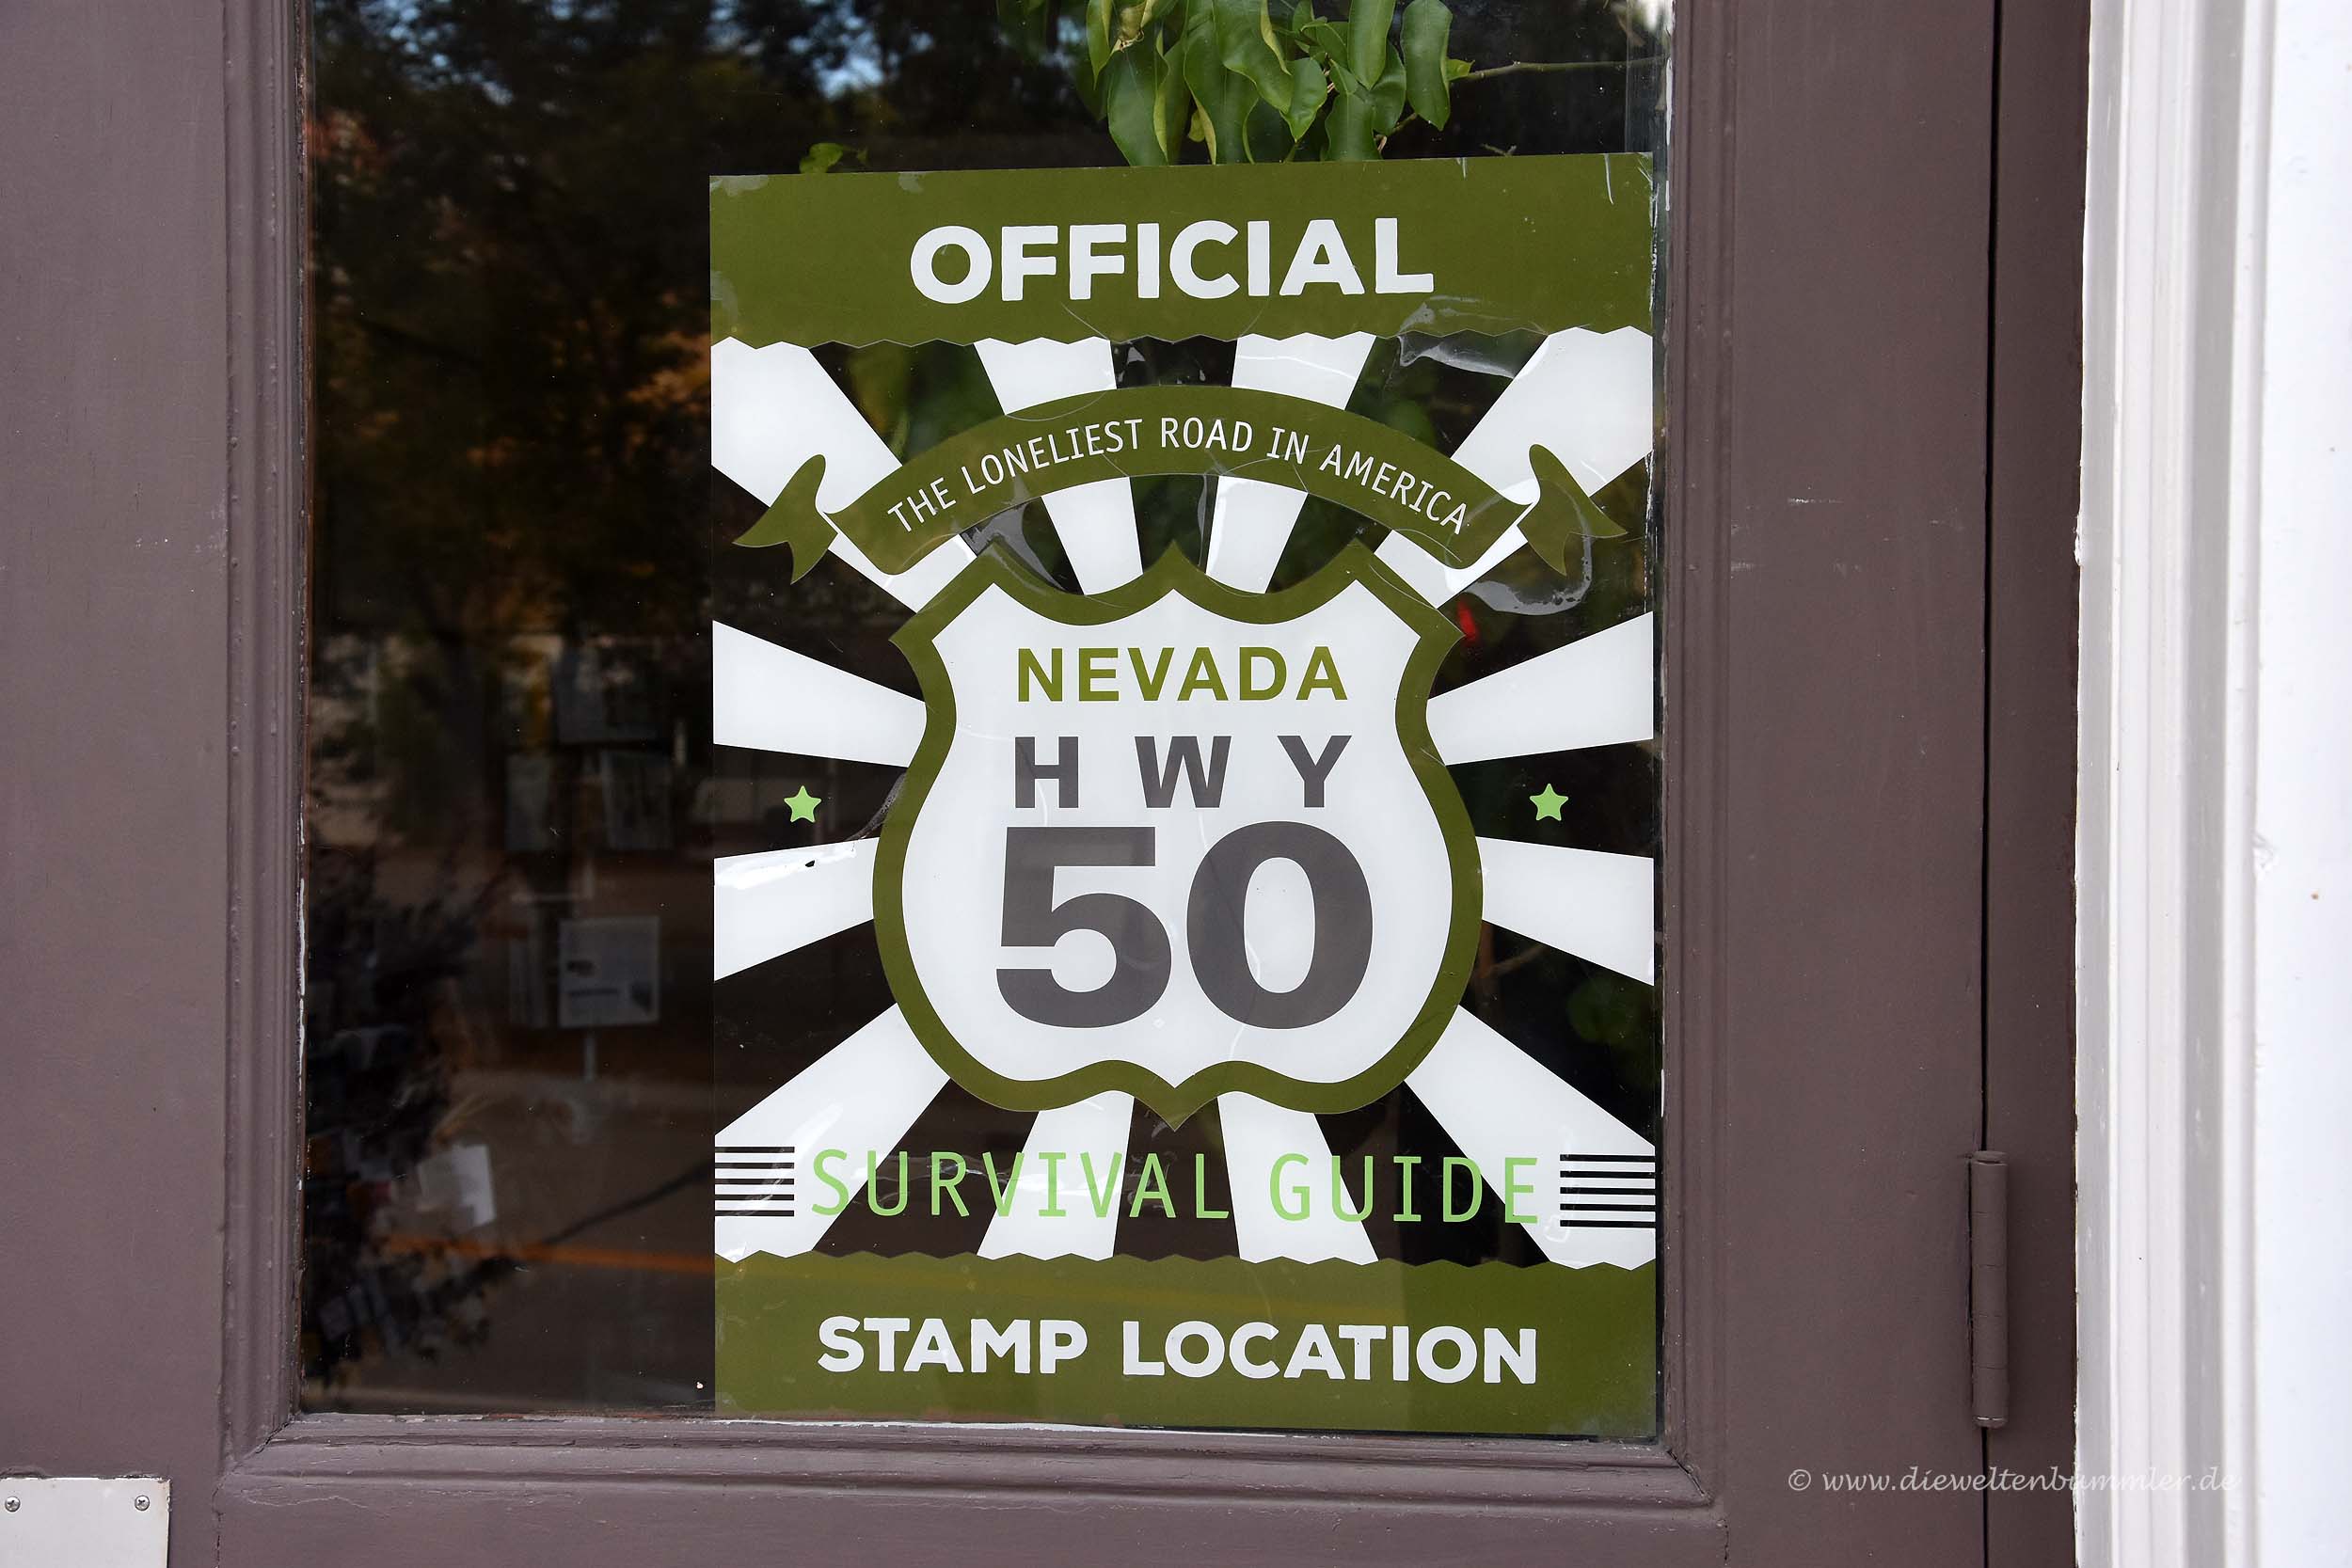 OFFICIAL
THE LONELIEST ROAD IN AMERICA
NEVADA
HWY
50
SURVIVAL GUIDE
STAMP LOCATION
© www.dieweltenbummler.de